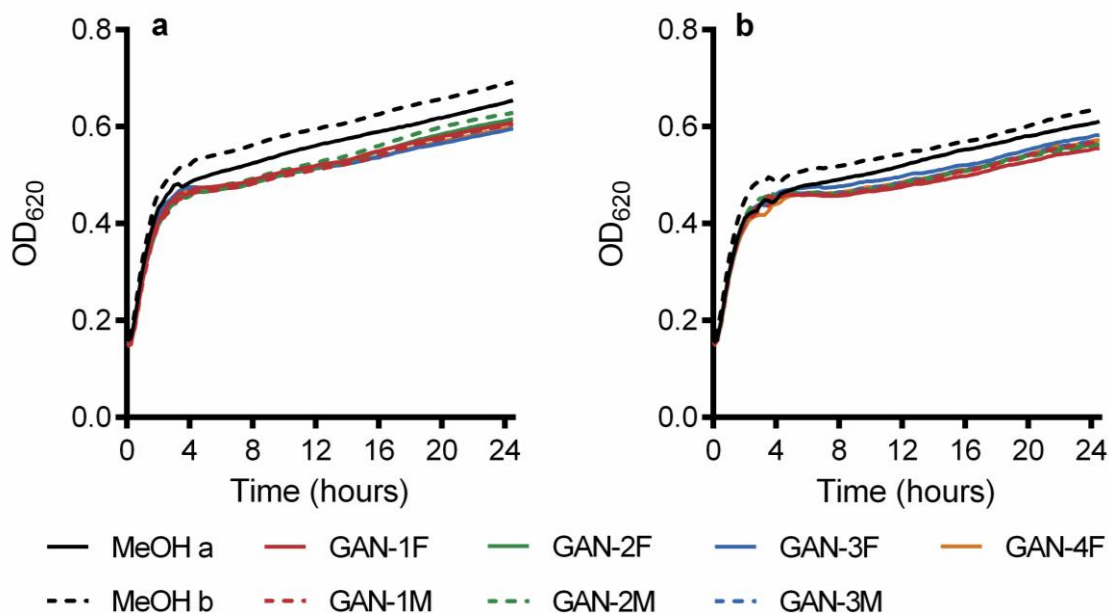 a
b
0.8
0.6
0.4
0.2
0.0
OD620
0 4 8 12 16 20 24
Time (hours)
0.8
0.6
0.4
0.2
0.0
OD620
0 4 8 12 16 20 24
Time (hours)
MeOH a GAN-1F GAN-2F GAN-3F GAN-4F
MeOH b GAN-1M GAN-2M GAN-3M